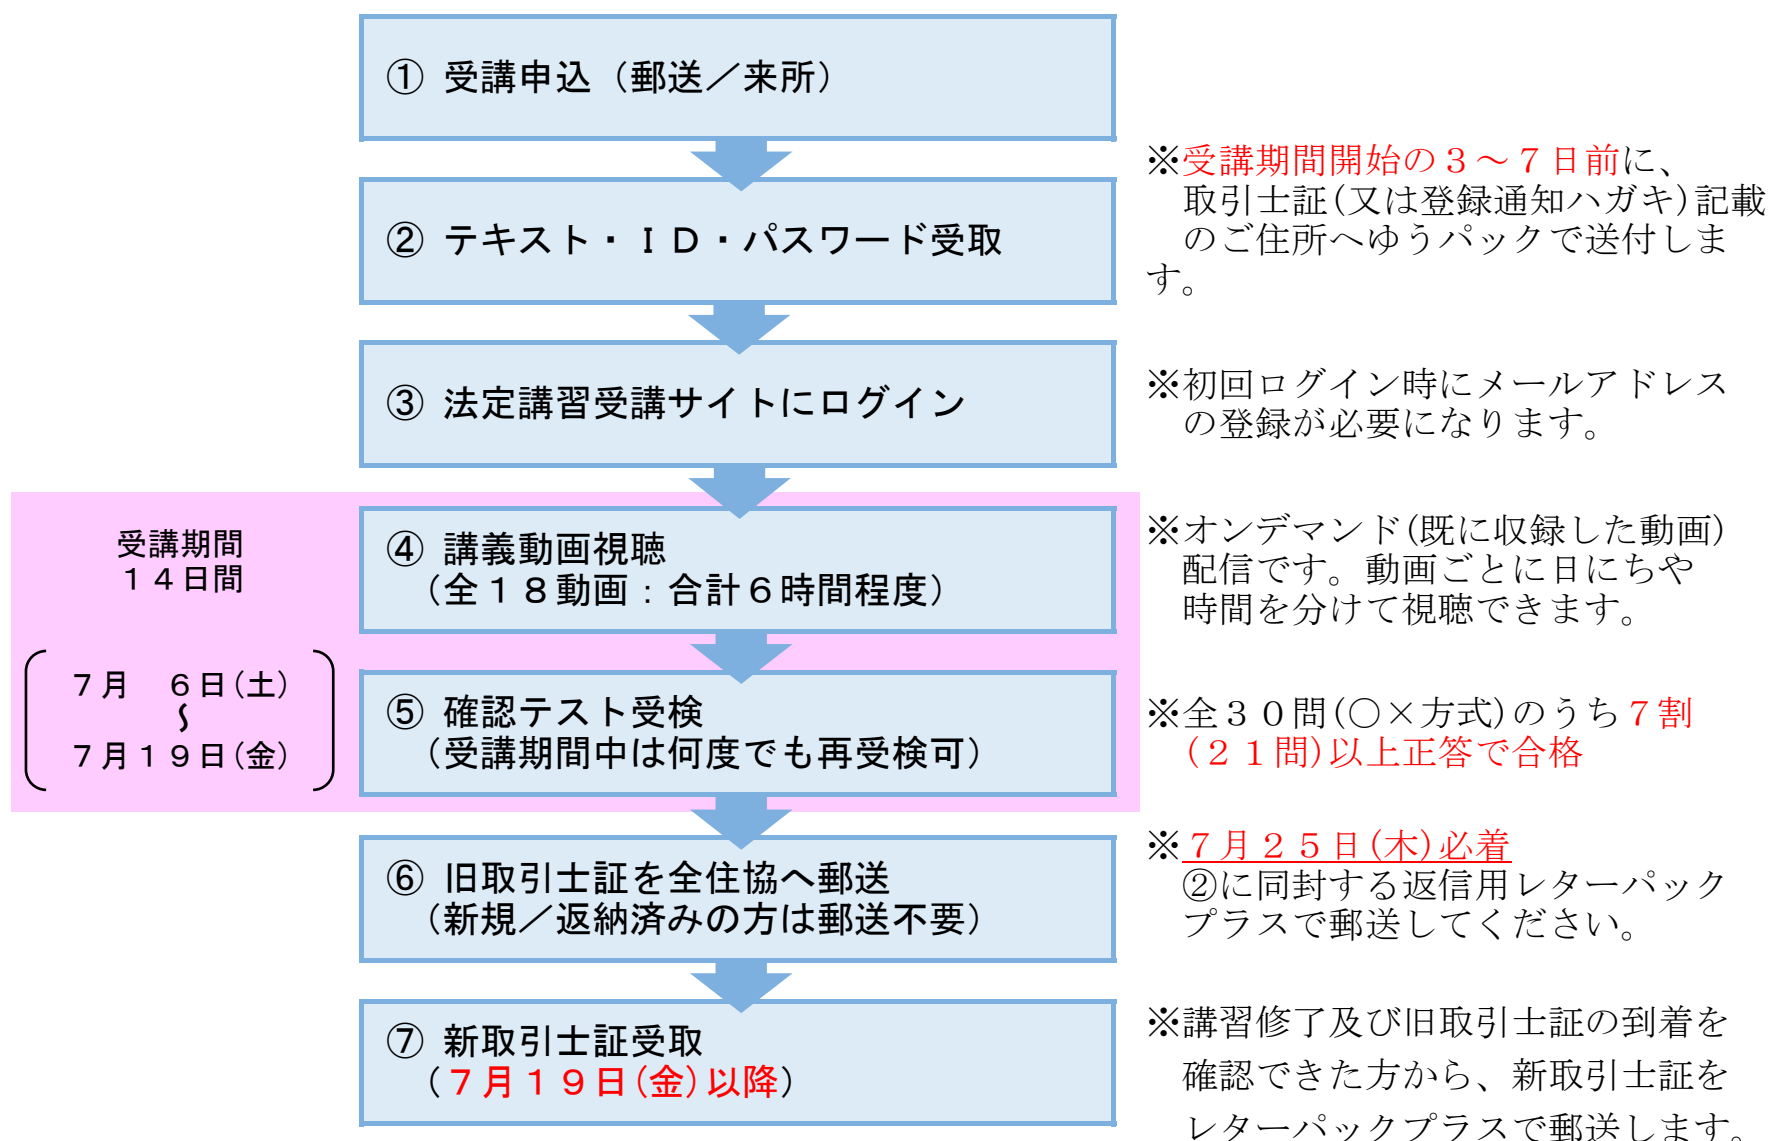 ① 受講申込（郵送／来所）
※受講期間開始の３～７日前に、
取引士証(又は登録通知ハガキ)記載
のご住所へゆうパックで送付しま
す。
② テキスト・ＩＤ・パスワード受取
③ 法定講習受講サイトにログイン
※初回ログイン時にメールアドレス
の登録が必要になります。
受講期間
１４日間
７月　６日(土)
～
７月１９日(金)
④ 講義動画視聴
（全１８動画：合計６時間程度）
※オンデマンド(既に収録した動画)
配信です。動画ごとに日にちや
時間を分けて視聴できます。
⑤ 確認テスト受検
（受講期間中は何度でも再受検可）
※全３０問(○×方式)のうち７割
(２１問)以上正答で合格
⑥ 旧取引士証を全住協へ郵送
（新規／返納済みの方は郵送不要）
※７月２５日(木)必着
②に同封する返信用レターパック
プラスで郵送してください。
⑦ 新取引士証受取
（７月１９日(金)以降）
※講習修了及び旧取引士証の到着を
確認できた方から、新取引士証を
レターパックプラスで郵送します。